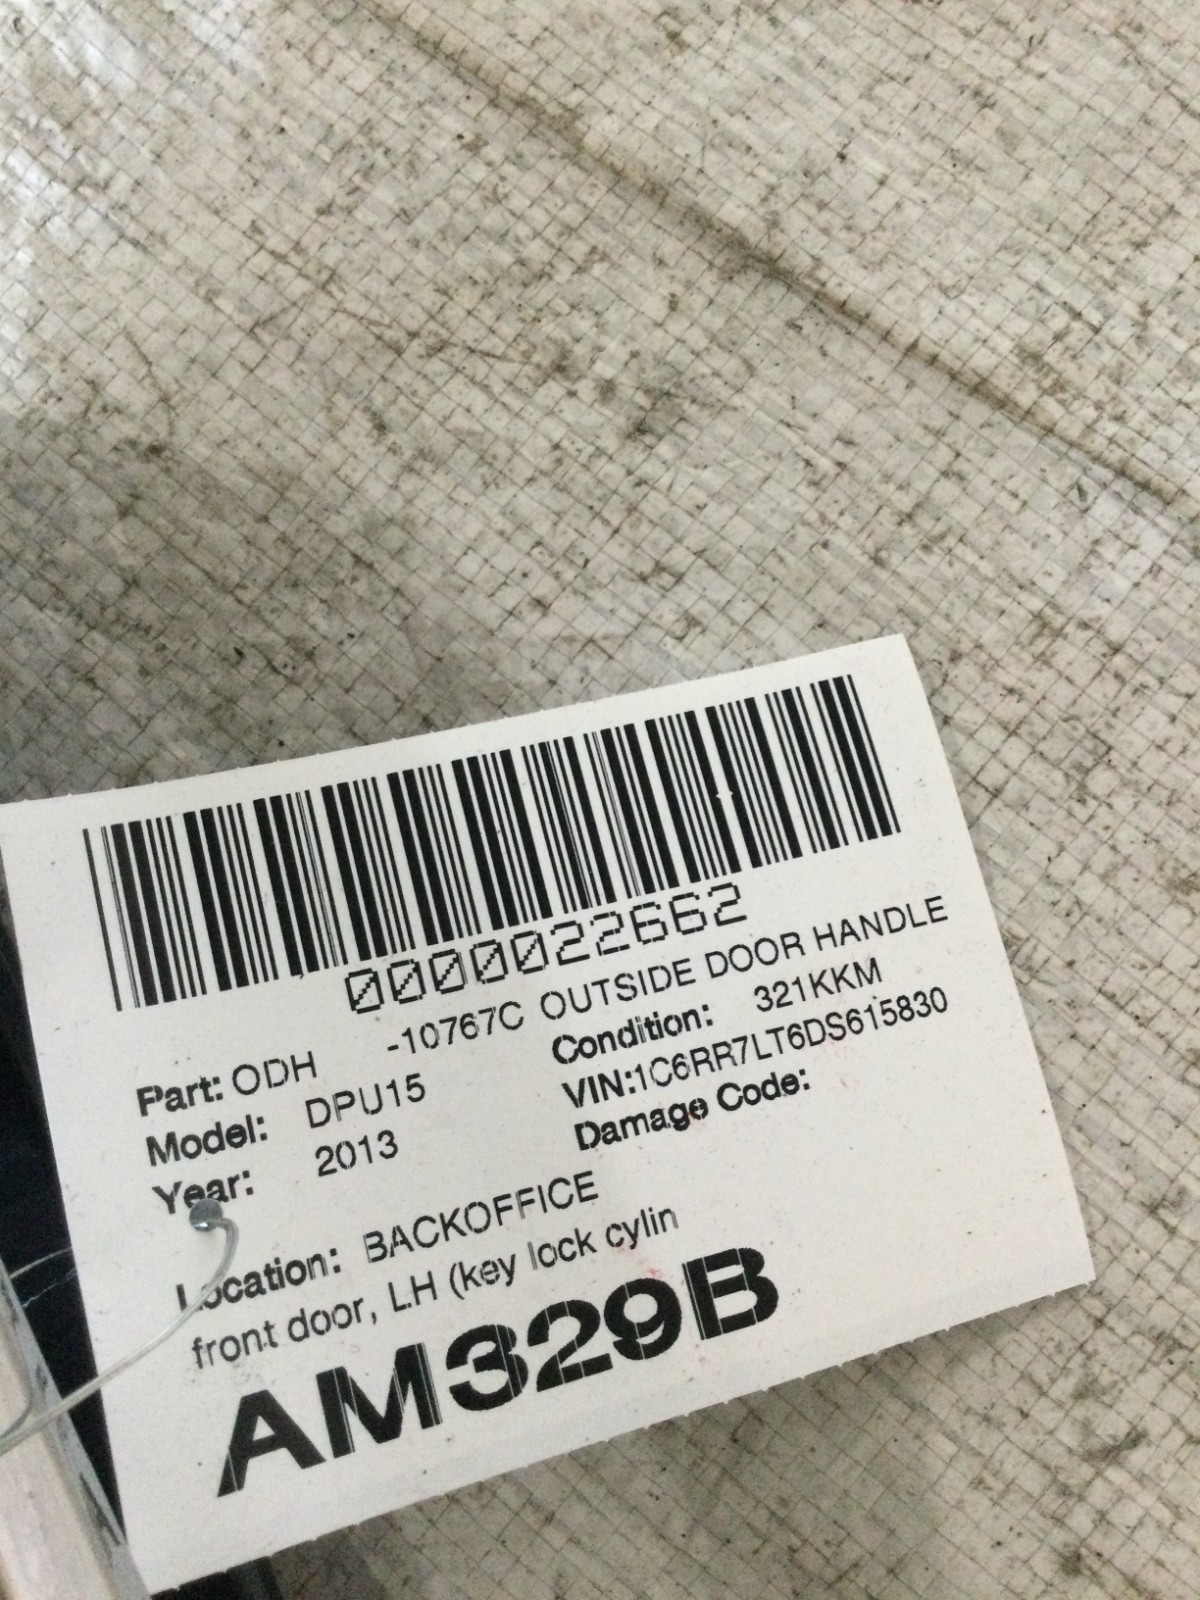 0000022662
Part: ODH -10767C OUTSIDE DOOR HANDLE
Model: DPU15 Condition: 321KKM
Year: 2013 VIN:1C6RR7LT6DS615830
Damage Code:
Location: BACKOFFICE
front door, LH (key lock cylin
AM329B